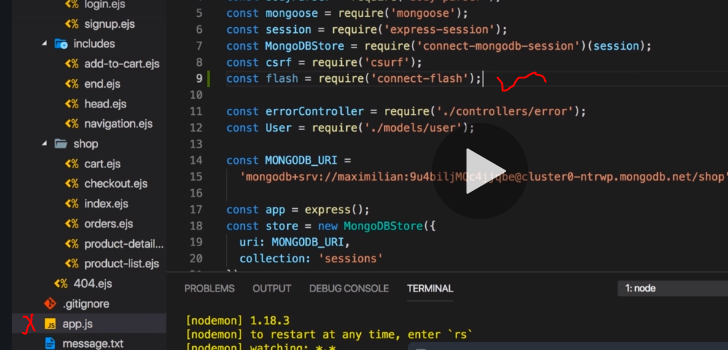 login.ejs
signup.ejs
includes
add-to-cart.ejs
end.ejs
head.ejs
navigation.ejs
shop
cart.ejs
checkout.ejs
index.ejs
orders.ejs
product-detail...
product-list.ejs
404.ejs
.gitignore
app.js
message.txt
5 const mongoose = require('mongoose');
6 const session = require('express-session');
7 const MongoDBStore = require('connect-mongodb-session')(session);
8 const csrf = require('csurf');
9 const flash = require('connect-flash');
10
11 const errorController = require('./controllers/error');
12 const User = require('./models/user');
13
14 const MONGODB_URI =
15 'mongodb+srv://maximilian:
16
17 const app = express();
18 const store = new MongoDBStore({
19 uri: MONGODB_URI,
20 collection: 'sessions'
PROBLEMS OUTPUT DEBUG CONSOLE TERMINAL 1: node
[nodemon] 1.18.3
[nodemon] to restart at any time, enter `rs`
[nodemon] watching: *.*